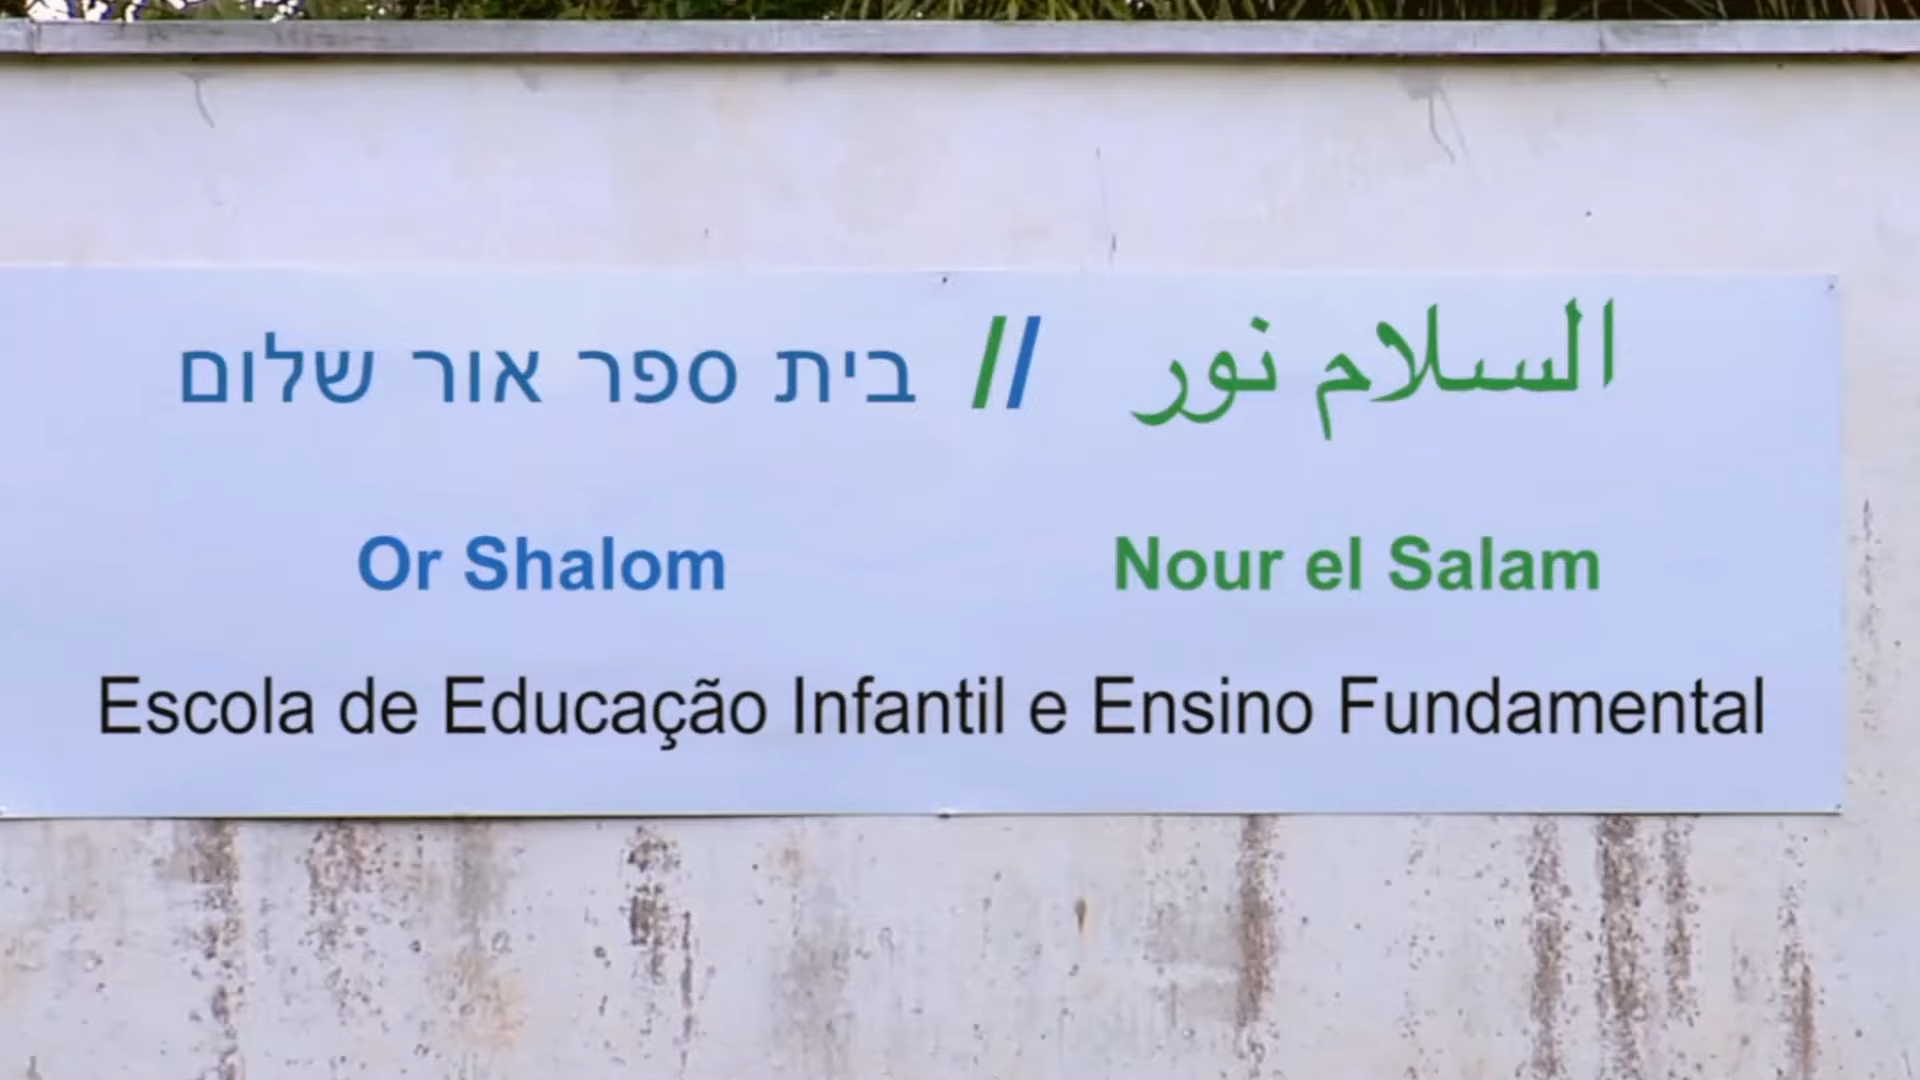 בית ספר אור שלום // السلام نور
Or Shalom Nour el Salam
Escola de Educação Infantil e Ensino Fundamental